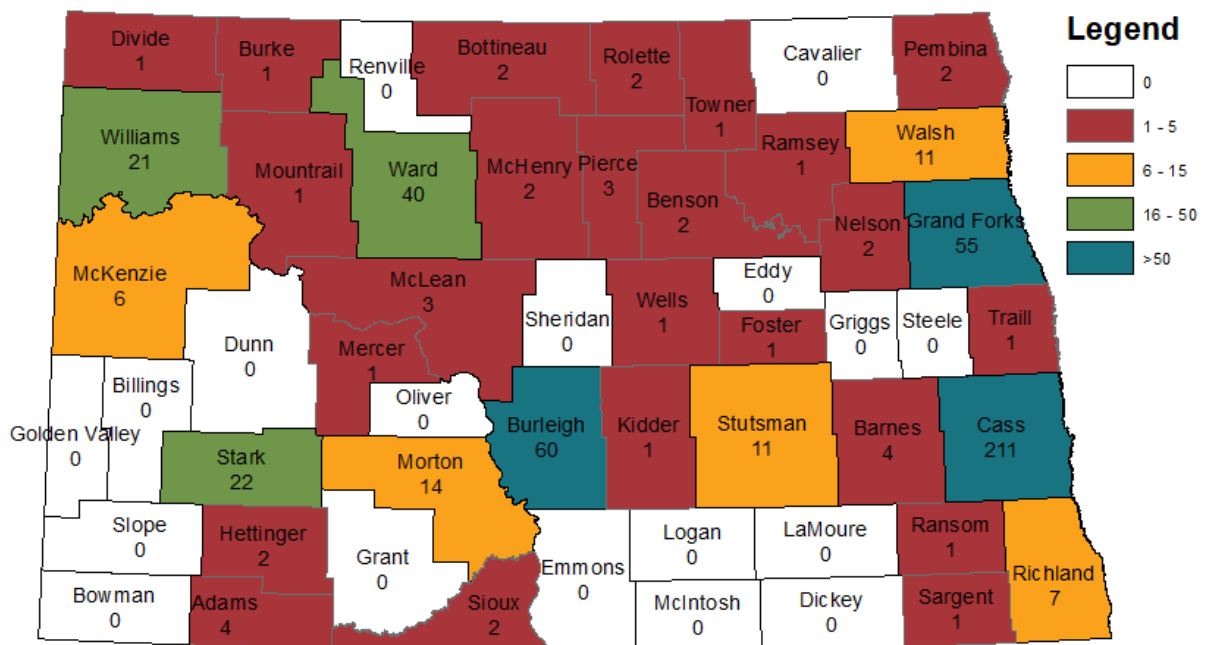 Legend
0
1 - 5
6 - 15
16 - 50
>50
Divide
1
Burke
1
Renville
0
Bottineau
2
Rolette
2
Towner
1
Cavalier
0
Pembina
2
Williams
21
Mountrail
1
Ward
40
McHenry
2
Pierce
3
Benson
2
Ramsey
1
Walsh
11
Nelson
2
Grand Forks
55
McKenzie
6
Dunn
0
McLean
3
Mercer
1
Oliver
0
Sheridan
0
Wells
1
Eddy
0
Foster
1
Griggs
0
Steele
0
Traill
1
Golden Valley
0
Billings
0
Stark
22
Morton
14
Burleigh
60
Kidder
1
Stutsman
11
Barnes
4
Cass
211
Slope
0
Hettinger
2
Grant
0
Emmons
0
Logan
0
LaMoure
0
Ransom
1
Richland
7
Bowman
0
Adams
4
Sioux
2
McIntosh
0
Dickey
0
Sargent
1